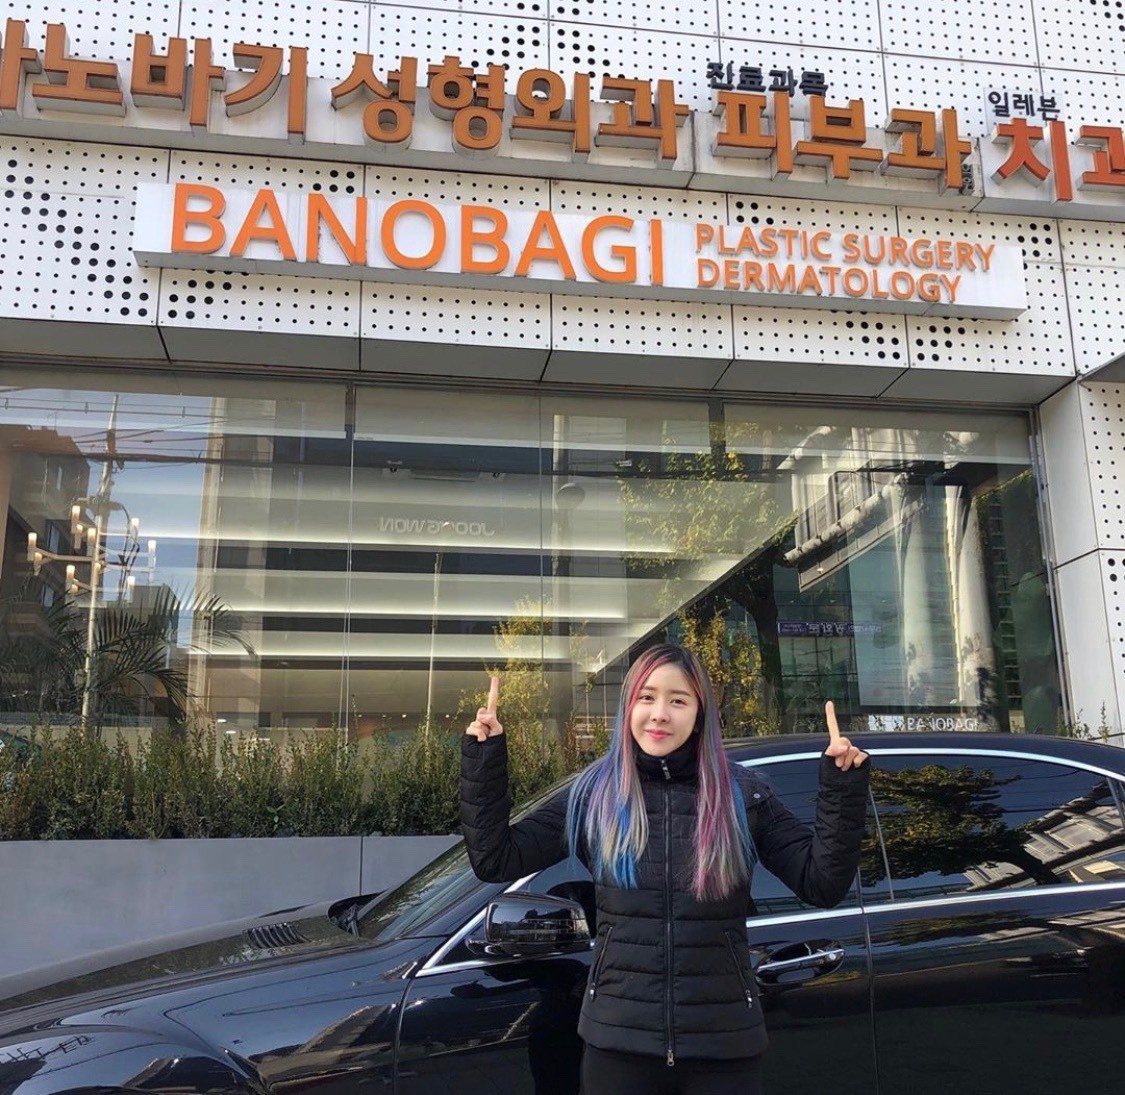 바노바기 성형외과 진료과목 피부과 일레븐 치과
BANOBAGI PLASTIC SURGERY
DERMATOLOGY
JOONGWON
BANOBAGI